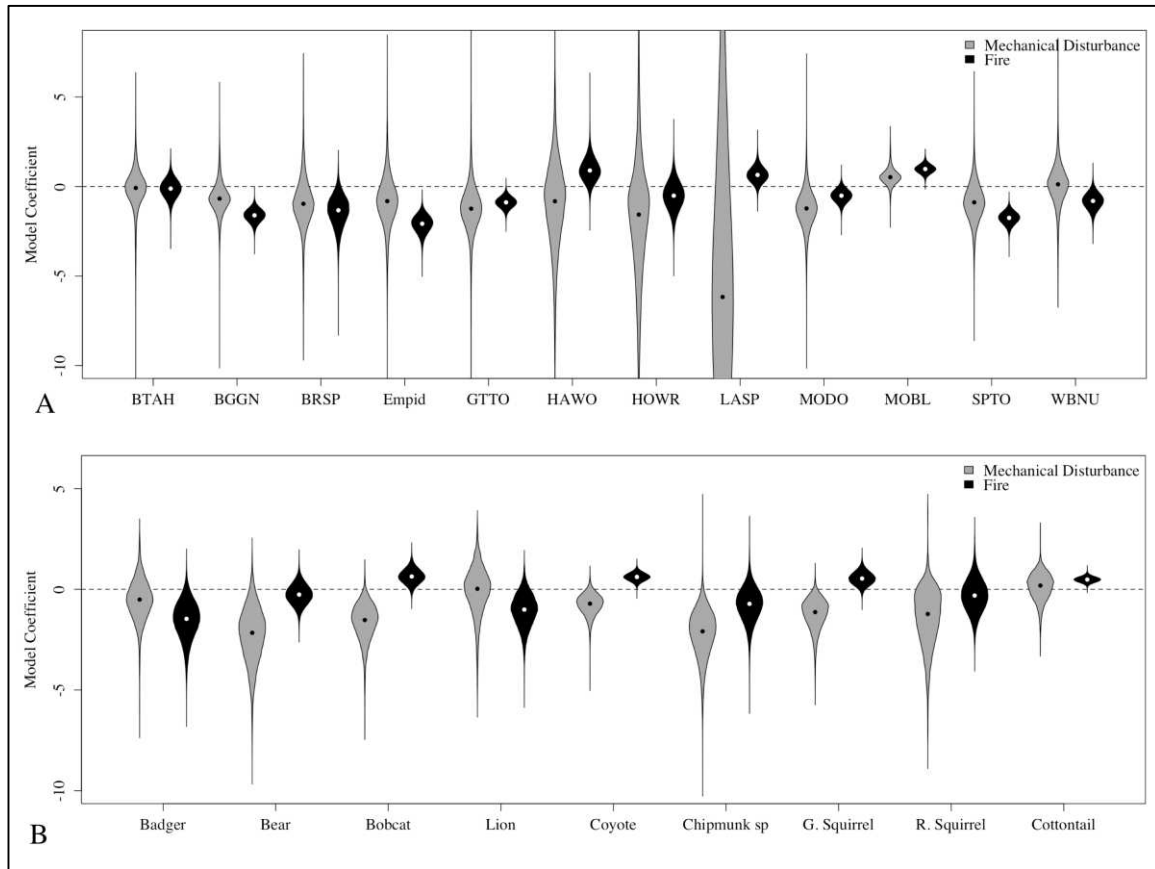 Mechanical Disturbance
Fire
Model Coefficient
5
0
-5
-10
A
BTAH BGGN BRSP Empid GTTO HAWO HOWR LASP MODO MOBL SPTO WBNU
Mechanical Disturbance
Fire
Model Coefficient
5
0
-5
-10
B
Badger Bear Bobcat Lion Coyote Chipmunk sp G. Squirrel R. Squirrel Cottontail